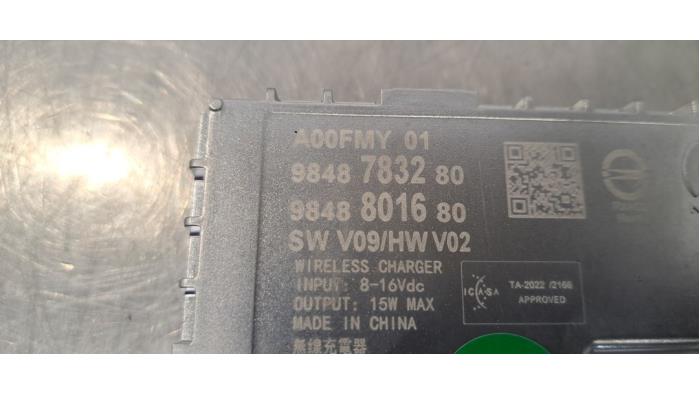 A00FMY 01
9848 7832 80
9848 8016 80
SW V09/HW V02
WIRELESS CHARGER
INPUT: 8-16Vdc
OUTPUT: 15W MAX
MADE IN CHINA
無線充電器
ICASA
TA-2022 /2166
APPROVED